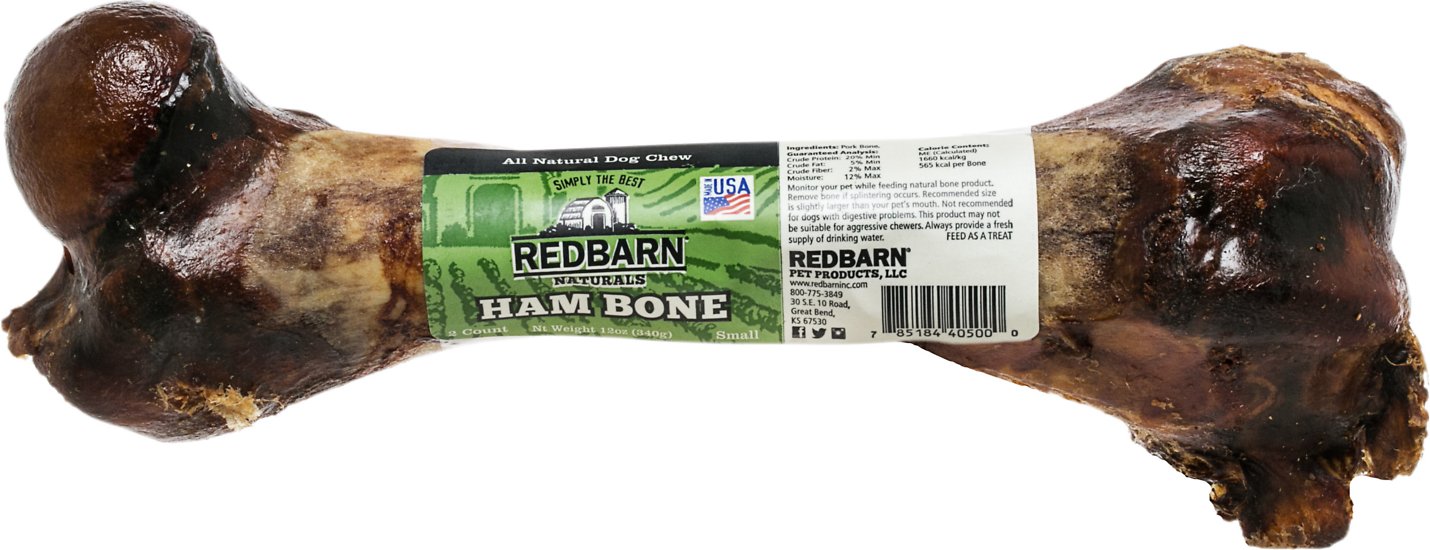 All Natural Dog Chew
SIMPLY THE BEST
MADE IN
USA
REDBARN
NATURALS
HAM BONE
2 Count Nt Weight 12oz (340g) Small
Ingredients: Pork Bone.
Guaranteed Analysis:
Crude Protein: 20% Min
Crude Fat: 5% Min
Crude Fiber: 2% Max
Moisture: 12% Max
Calorie Content:
ME (Calculated)
1660 kcal/kg
565 kcal per Bone
Monitor your pet while feeding natural bone product.
Remove bone if splintering occurs. Recommended size
is slightly larger than your pet's mouth. Not recommended
for dogs with digestive problems. This product may not
be suitable for aggressive chewers. Always provide a fresh
supply of drinking water. FEED AS A TREAT
REDBARN®
PET PRODUCTS, LLC
www.redbarninc.com
800-775-3849
30 S.E. 10 Road,
Great Bend,
KS 67530
7 85184 40500 0